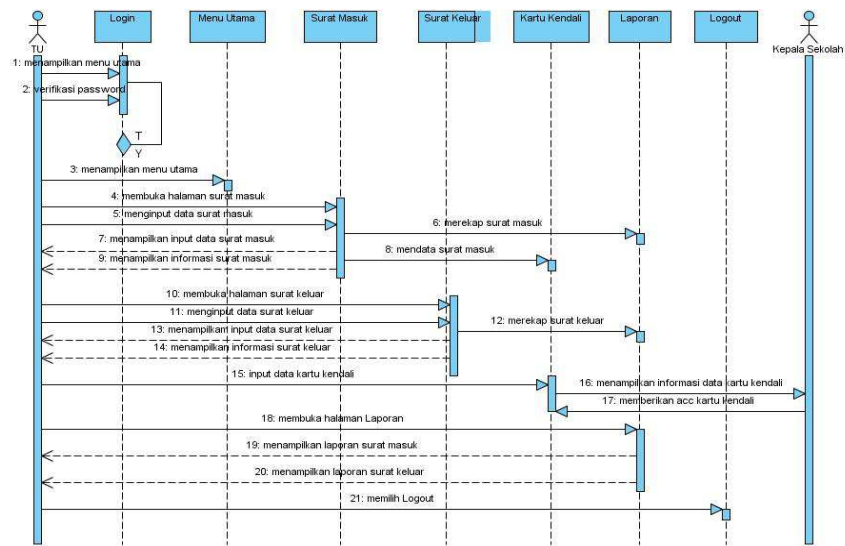 Login
Menu Utama
Surat Masuk
Surat Keluar
Kartu Kendali
Laporan
Logout
TU
Kepala Sekolah
1: menampilkan menu utama
2: verifikasi password
T
Y
3: menampilkan menu utama
4: membuka halaman surat masuk
5: menginput data surat masuk
6: merekap surat masuk
7: menampilkan input data surat masuk
8: mendata surat masuk
9: menampilkan informasi surat masuk
10: membuka halaman surat keluar
11: menginput data surat keluar
12: merekap surat keluar
13: menampilkan input data surat keluar
14: menampilkan informasi surat keluar
15: input data kartu kendali
16: menampilkan informasi data kartu kendali
17: memberikan acc kartu kendali
18: membuka halaman Laporan
19: menampilkan laporan surat masuk
20: menampilkan laporan surat keluar
21: memilih Logout